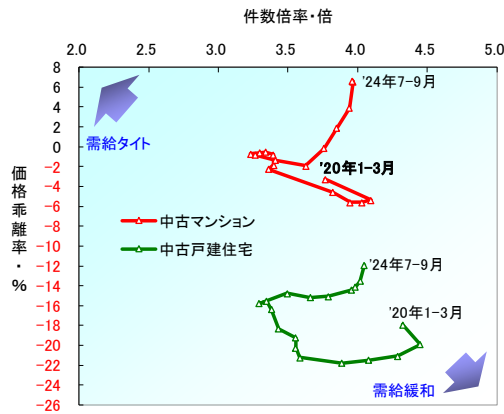 件数倍率・倍
2.0 2.5 3.0 3.5 4.0 4.5 5.0
8
6
4
2
0
-2
-4
-6
-8
-10
-12
-14
-16
-18
-20
-22
-24
-26
価格乖離率・%
需給タイト
'24年7-9月
'20年1-3月
中古マンション
中古戸建住宅
'24年7-9月
'20年1-3月
需給緩和